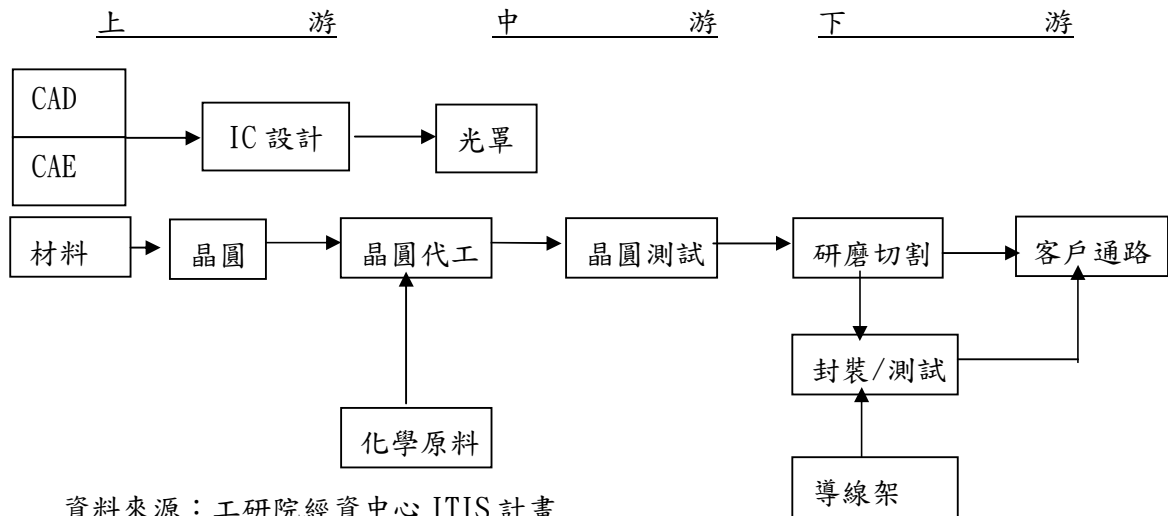 上 游 中 游 下 游
CAD
CAE
IC 設計
光罩
材料
晶圓
晶圓代工
晶圓測試
研磨切割
客戶通路
封裝/測試
化學原料
導線架
資料來源：工研院經資中心 ITIS 計畫